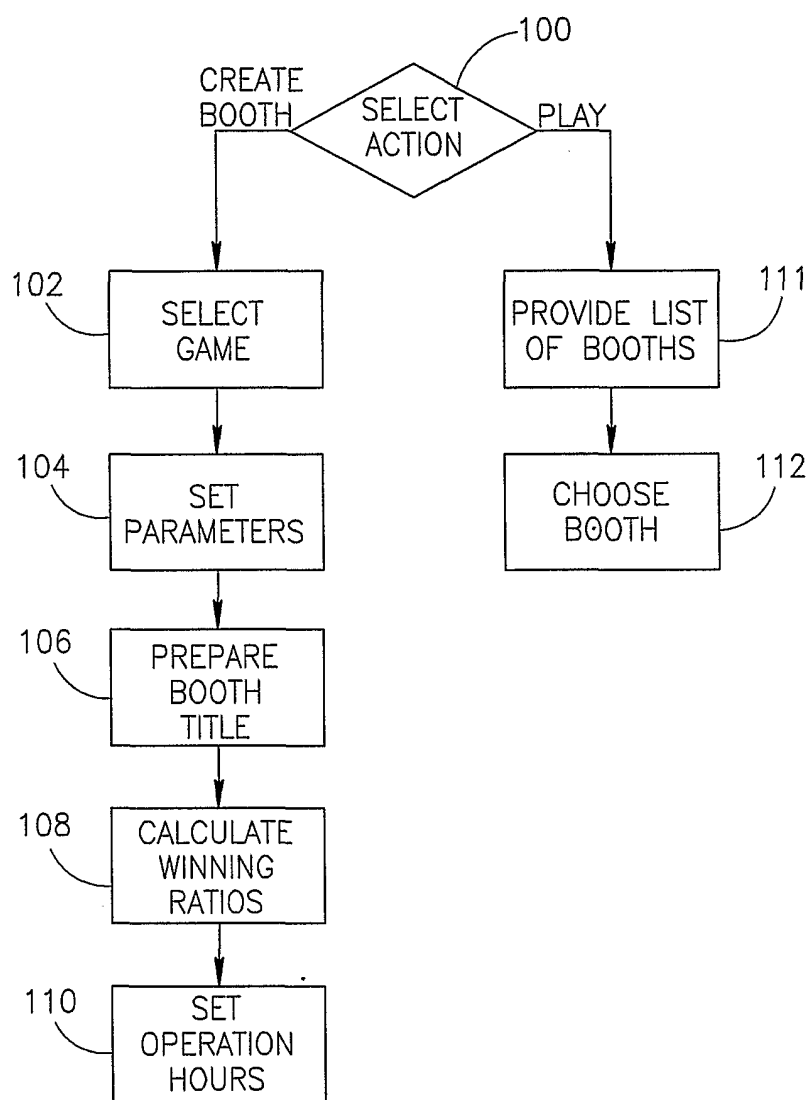 100
CREATE
BOOTH
SELECT
ACTION
PLAY
102
SELECT
GAME
111
PROVIDE LIST
OF BOOTHS
104
SET
PARAMETERS
112
CHOOSE
BOOTH
106
PREPARE
BOOTH
TITLE
108
CALCULATE
WINNING
RATIOS
110
SET
OPERATION
HOURS